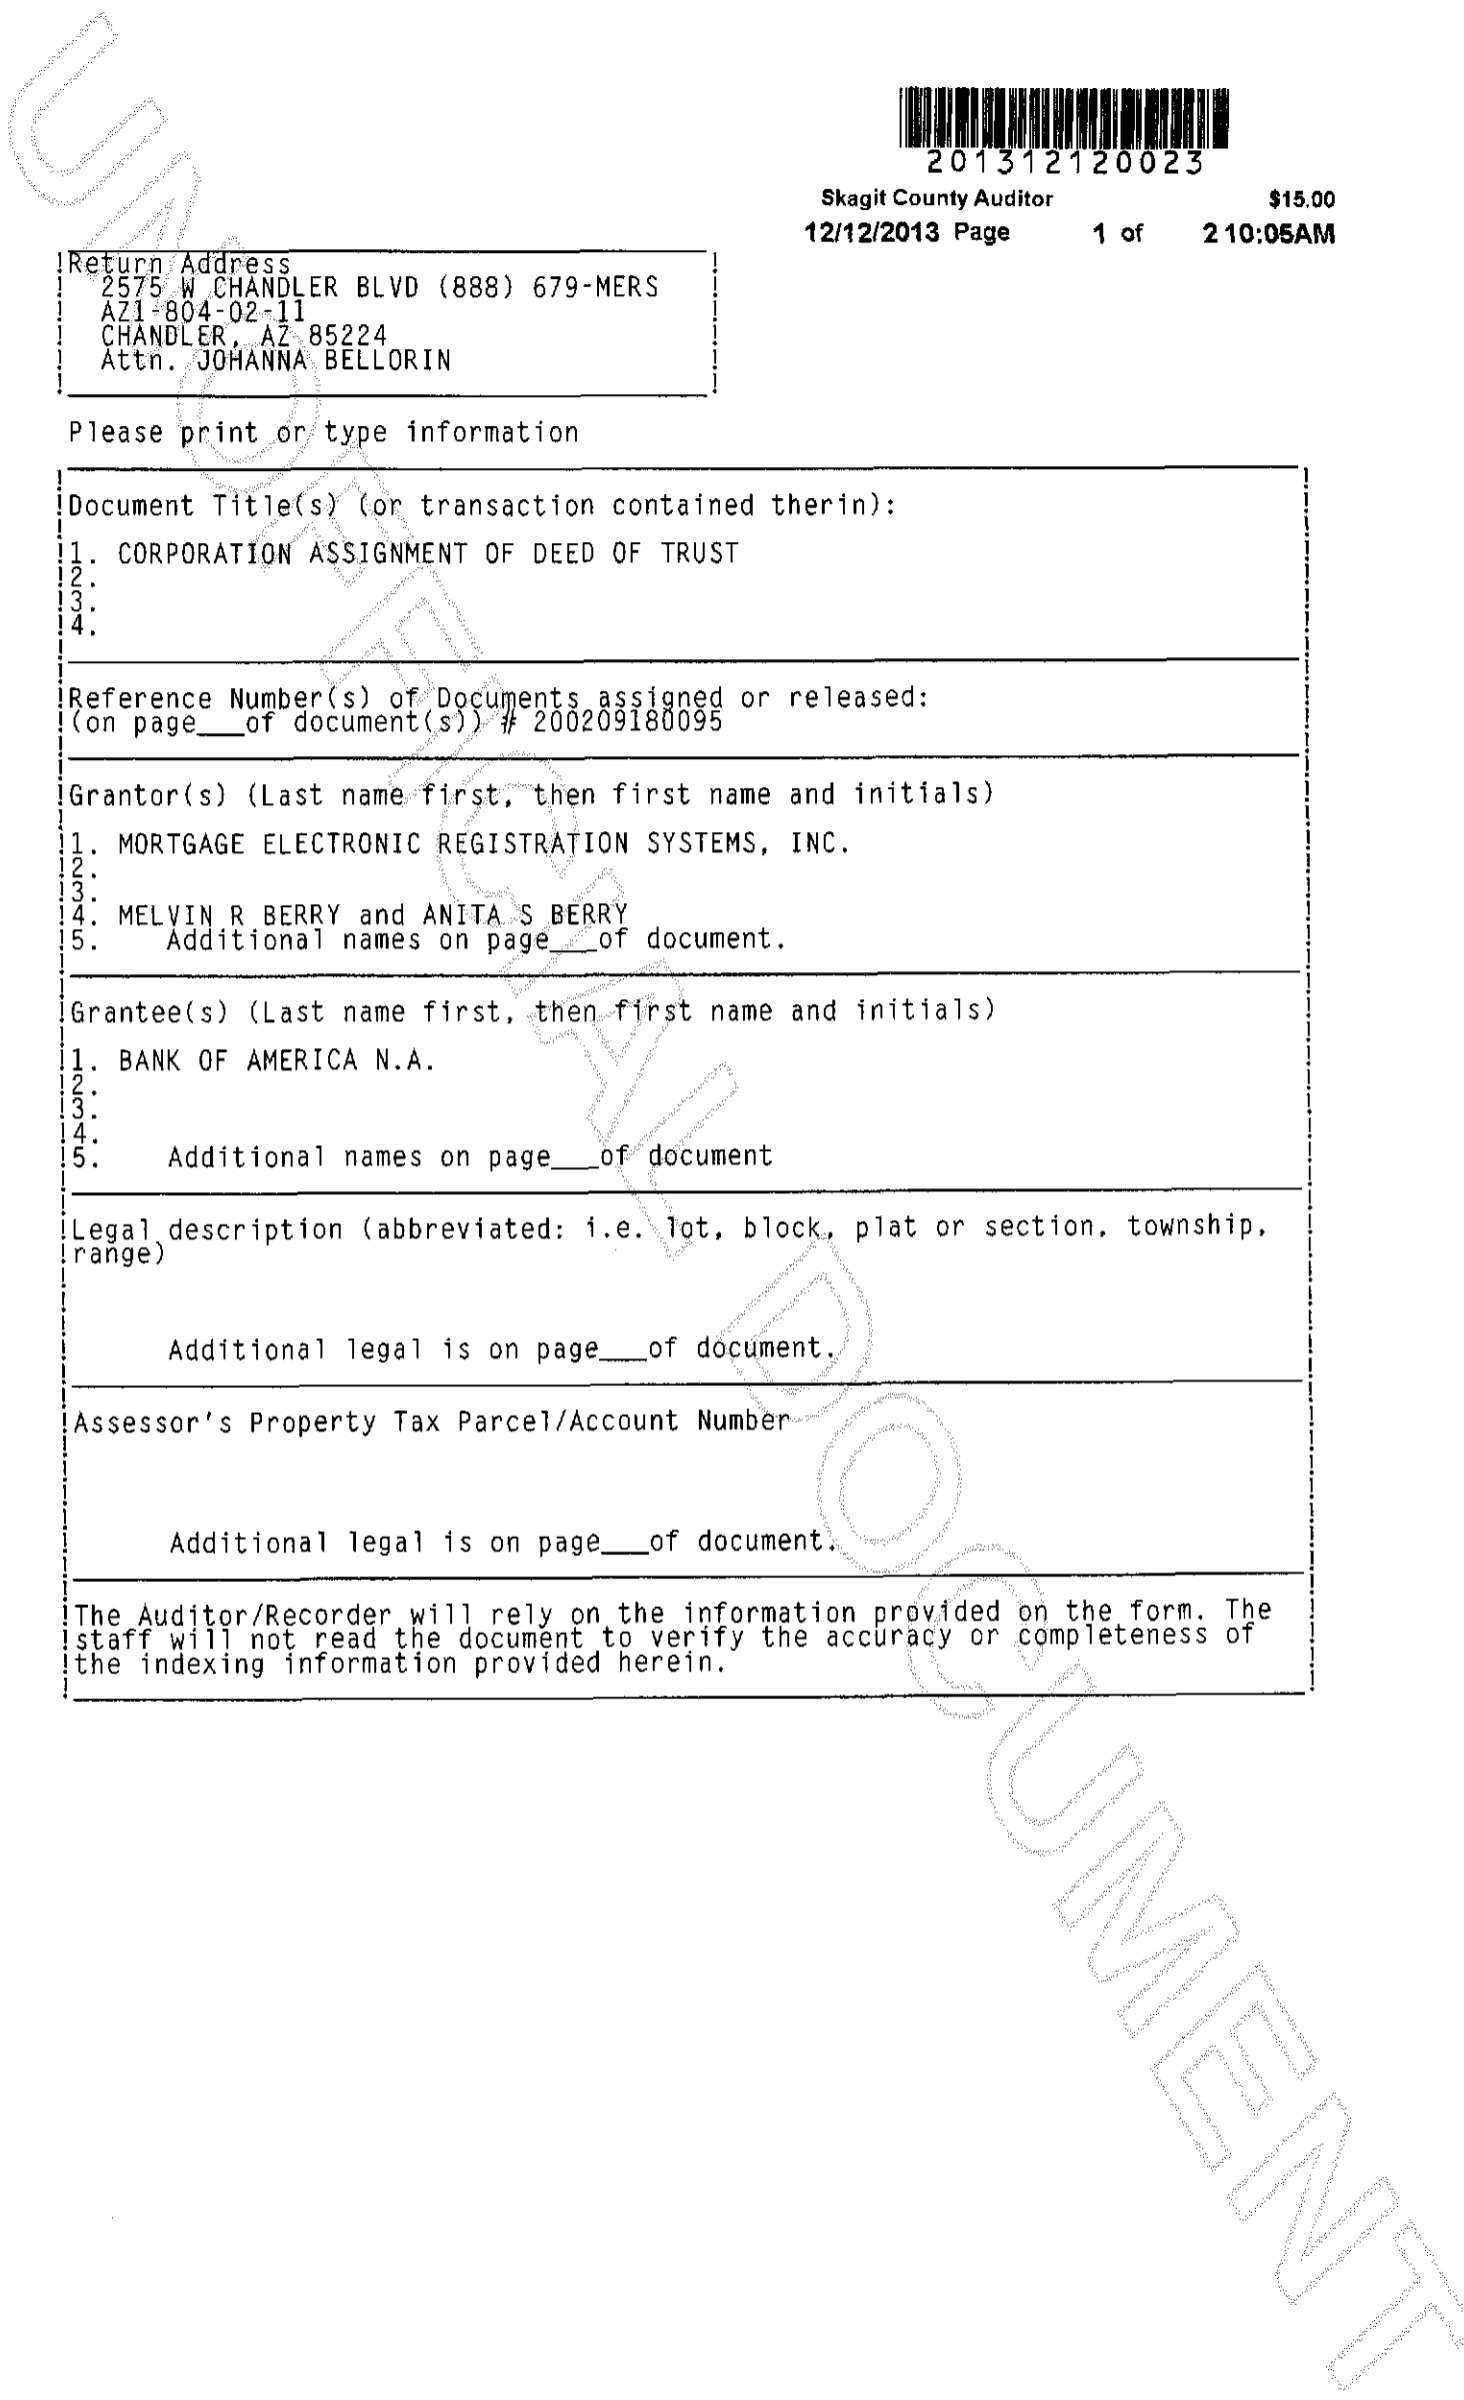 201312120023
Skagit County Auditor $15.00
12/12/2013 Page 1 of 2 10:05AM
Return Address
2575 W CHANDLER BLVD (888) 679-MERS
AZ1-804-02-11
CHANDLER, AZ 85224
Attn. JOHANNA BELLORIN
Please print or type information
Document Title(s) (or transaction contained therin):
1. CORPORATION ASSIGNMENT OF DEED OF TRUST
2.
3.
4.
Reference Number(s) of Documents assigned or released:
(on page___of document(s)) # 200209180095
Grantor(s) (Last name first, then first name and initials)
1. MORTGAGE ELECTRONIC REGISTRATION SYSTEMS, INC.
2.
3.
4. MELVIN R BERRY and ANITA S BERRY
5. Additional names on page___of document.
Grantee(s) (Last name first, then first name and initials)
1. BANK OF AMERICA N.A.
2.
3.
4.
5. Additional names on page___of document
Legal description (abbreviated: i.e. lot, block, plat or section, township,
range)
Additional legal is on page___of document.
Assessor's Property Tax Parcel/Account Number
Additional legal is on page___of document.
The Auditor/Recorder will rely on the information provided on the form. The
staff will not read the document to verify the accuracy or completeness of
the indexing information provided herein.
UNOFFICIAL DOCUMENT